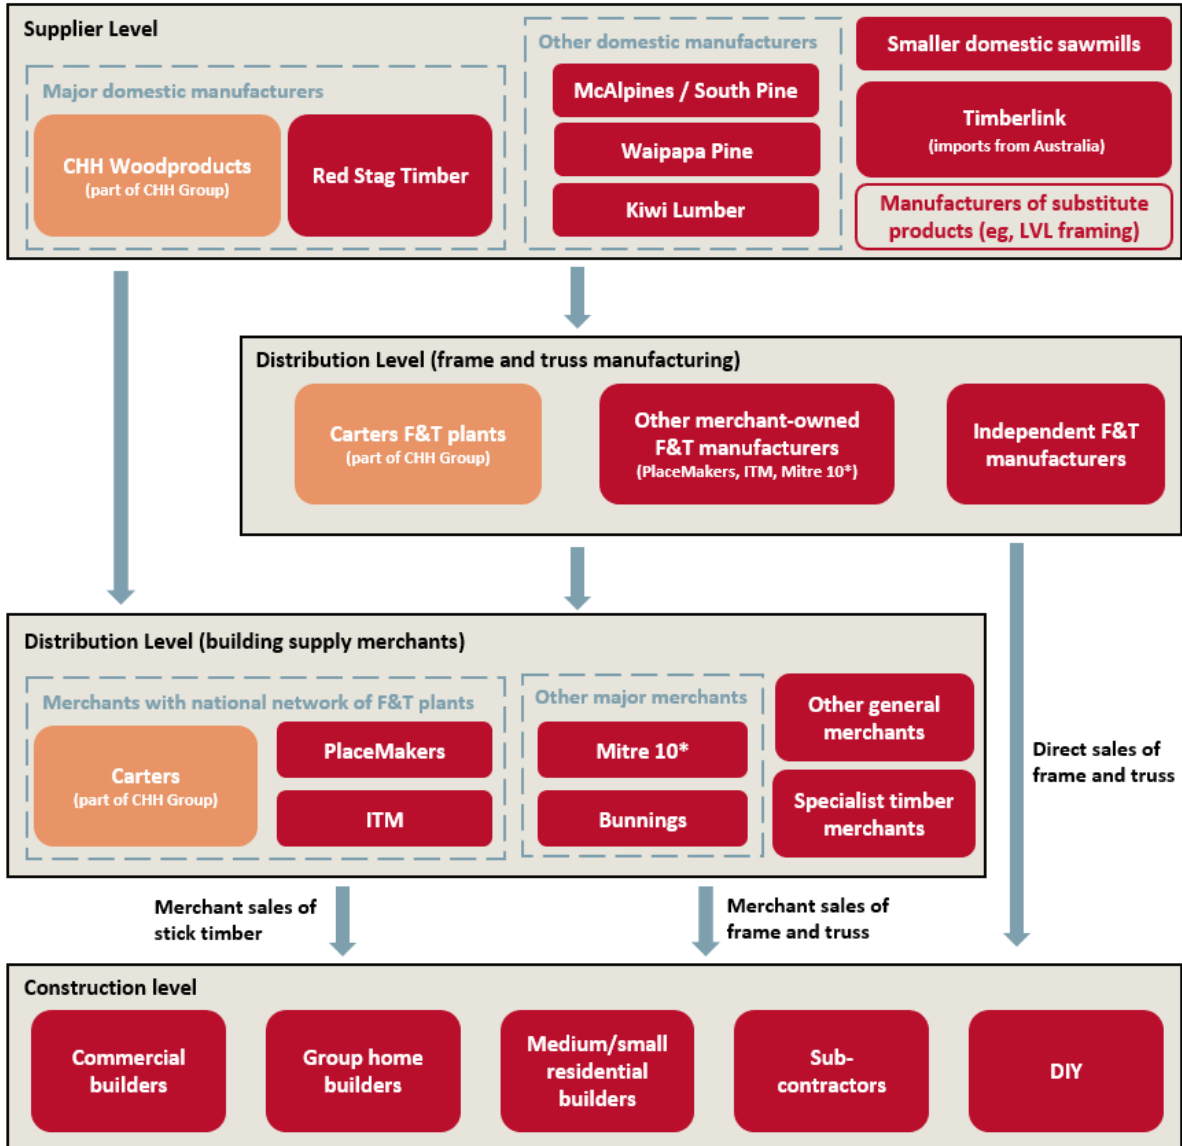 Supplier Level
Major domestic manufacturers
CHH Woodproducts
(part of CHH Group)
Red Stag Timber
Other domestic manufacturers
McAlpines / South Pine
Waipapa Pine
Kiwi Lumber
Smaller domestic sawmills
Timberlink
(imports from Australia)
Manufacturers of substitute
products (eg, LVL framing)
Distribution Level (frame and truss manufacturing)
Carters F&T plants
(part of CHH Group)
Other merchant-owned
F&T manufacturers
(PlaceMakers, ITM, Mitre 10*)
Independent F&T
manufacturers
Distribution Level (building supply merchants)
Merchants with national network of F&T plants
Carters
(part of CHH Group)
PlaceMakers
ITM
Other major merchants
Mitre 10*
Bunnings
Other general
merchants
Specialist timber
merchants
Direct sales of
frame and truss
Merchant sales of
stick timber
Merchant sales of
frame and truss
Construction level
Commercial
builders
Group home
builders
Medium/small
residential
builders
Sub-
contractors
DIY